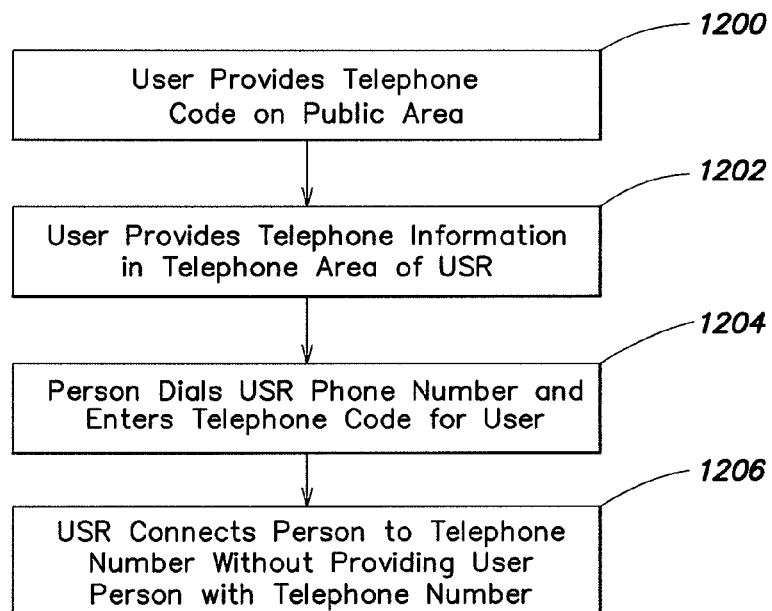 1200
User Provides Telephone
Code on Public Area
1202
User Provides Telephone Information
in Telephone Area of USR
1204
Person Dials USR Phone Number and
Enters Telephone Code for User
1206
USR Connects Person to Telephone
Number Without Providing User
Person with Telephone Number